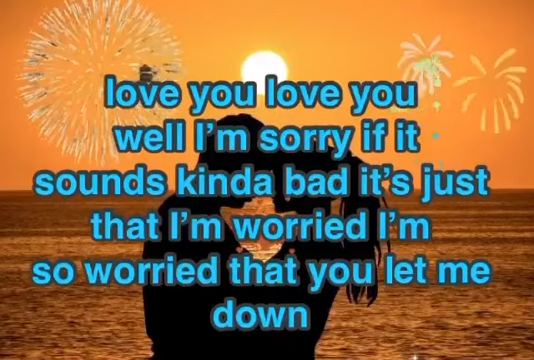 love you love you
well I'm sorry if it
sounds kinda bad it's just
that I'm worried I'm
so worried that you let me
down